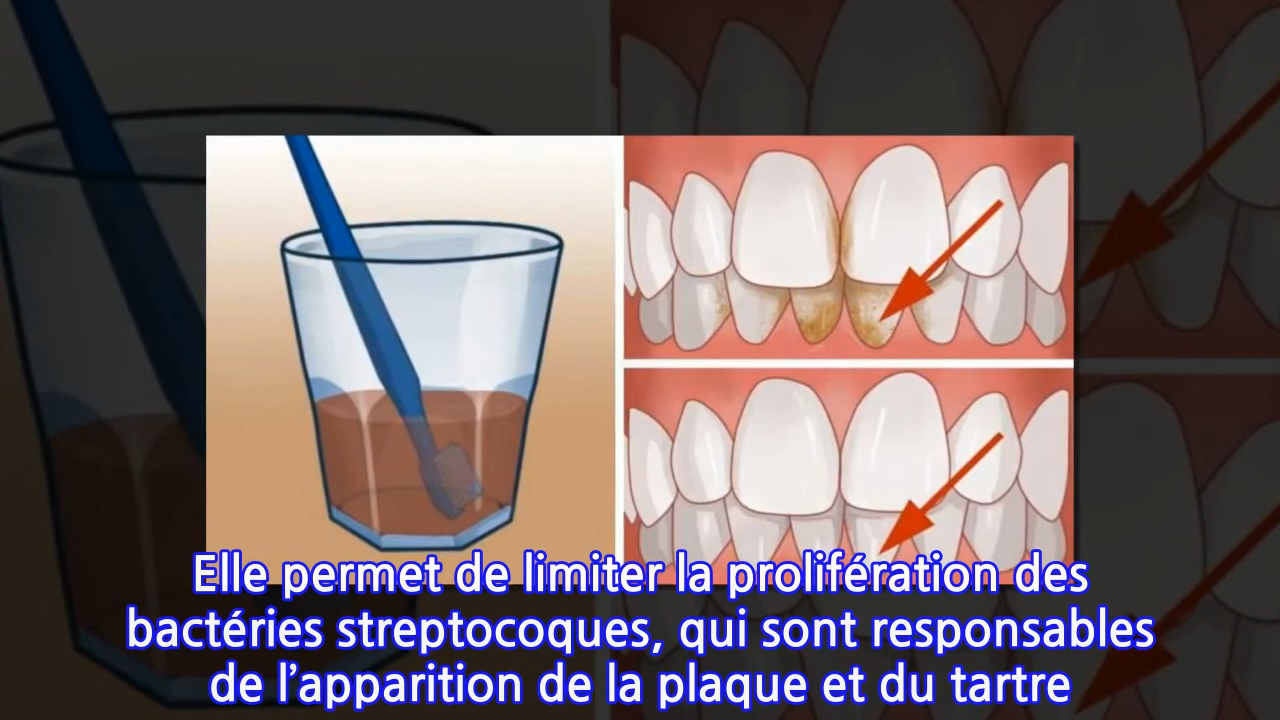 Elle permet de limiter la prolifération des
bactéries streptocoques, qui sont responsables
de l’apparition de la plaque et du tartre